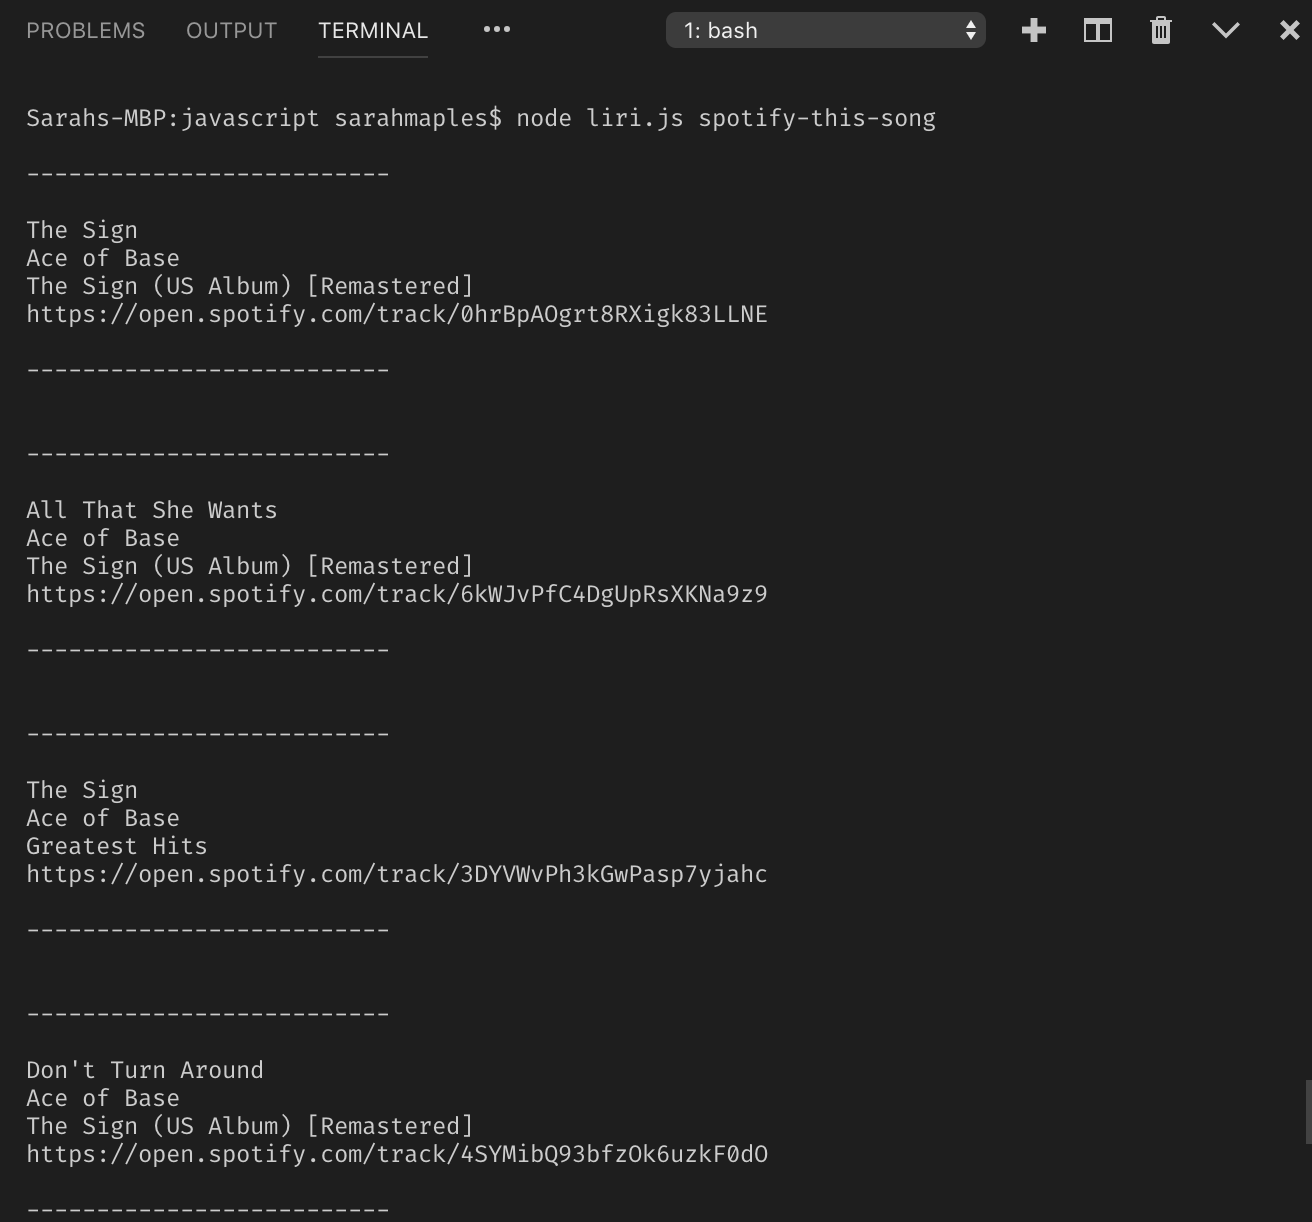 PROBLEMS OUTPUT TERMINAL ••• 1: bash
Sarahs-MBP:javascript sarahmaples$ node liri.js spotify-this-song
--------------------------
The Sign
Ace of Base
The Sign (US Album) [Remastered]
https://open.spotify.com/track/0hrBpAOgrt8RXigk83LLNE
--------------------------
--------------------------
All That She Wants
Ace of Base
The Sign (US Album) [Remastered]
https://open.spotify.com/track/6kWJvPfC4DgUpRsXKNa9z9
--------------------------
--------------------------
The Sign
Ace of Base
Greatest Hits
https://open.spotify.com/track/3DYVWvPh3kGwPasp7yjahc
--------------------------
--------------------------
Don't Turn Around
Ace of Base
The Sign (US Album) [Remastered]
https://open.spotify.com/track/4SYMibQ93bfzOk6uzkF0dO
--------------------------